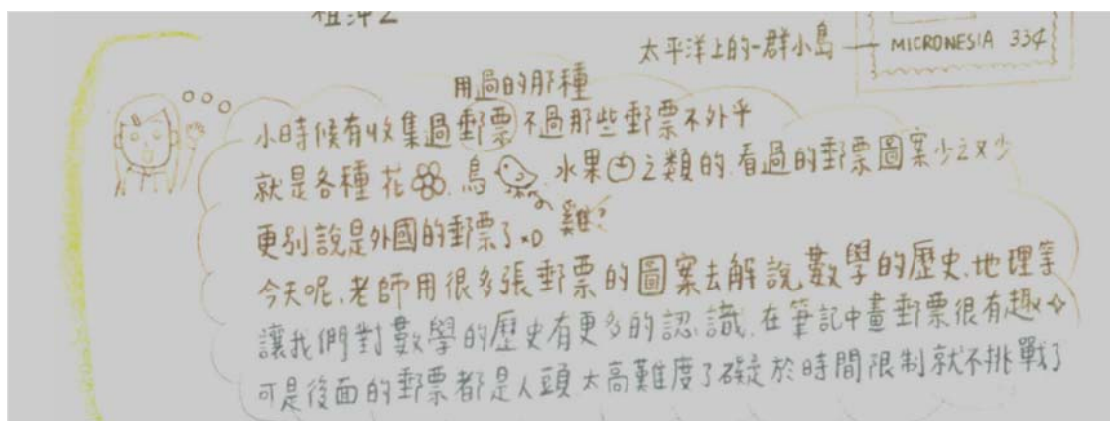 祖沖之
太平洋上的一群小島 — MICRONESIA 33¢
用過的那種
小時候有收集過郵票 不過那些郵票不外乎
就是各種花、鳥、水果之類的. 看過的郵票圖案少之又少
雞?
更別說是外國的郵票了xD
今天呢, 老師用很多張郵票的圖案去解說數學的歷史、地理等
讓我們對數學的歷史有更多的認識. 在筆記中畫郵票很有趣
可是後面的郵票都是人頭 太高難度了礙於時間限制就不挑戰了